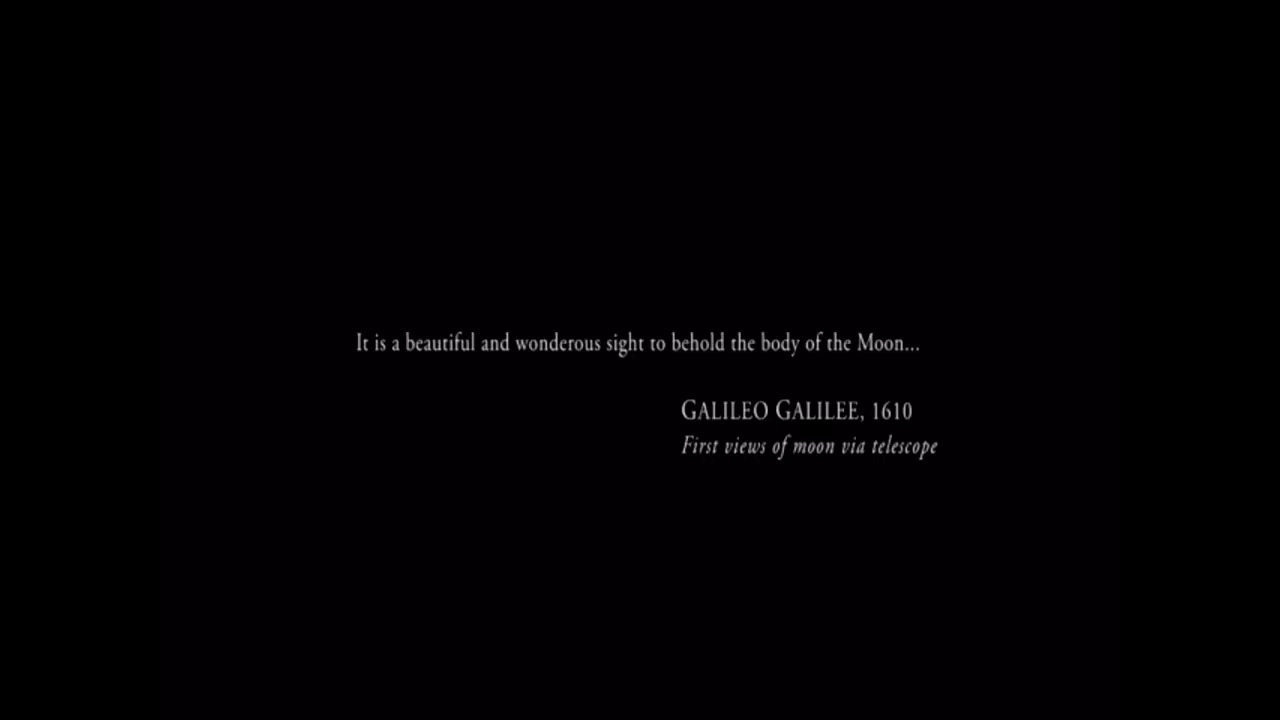 It is a beautiful and wonderous sight to behold the body of the Moon...
GALILEO GALILEE, 1610
First views of moon via telescope